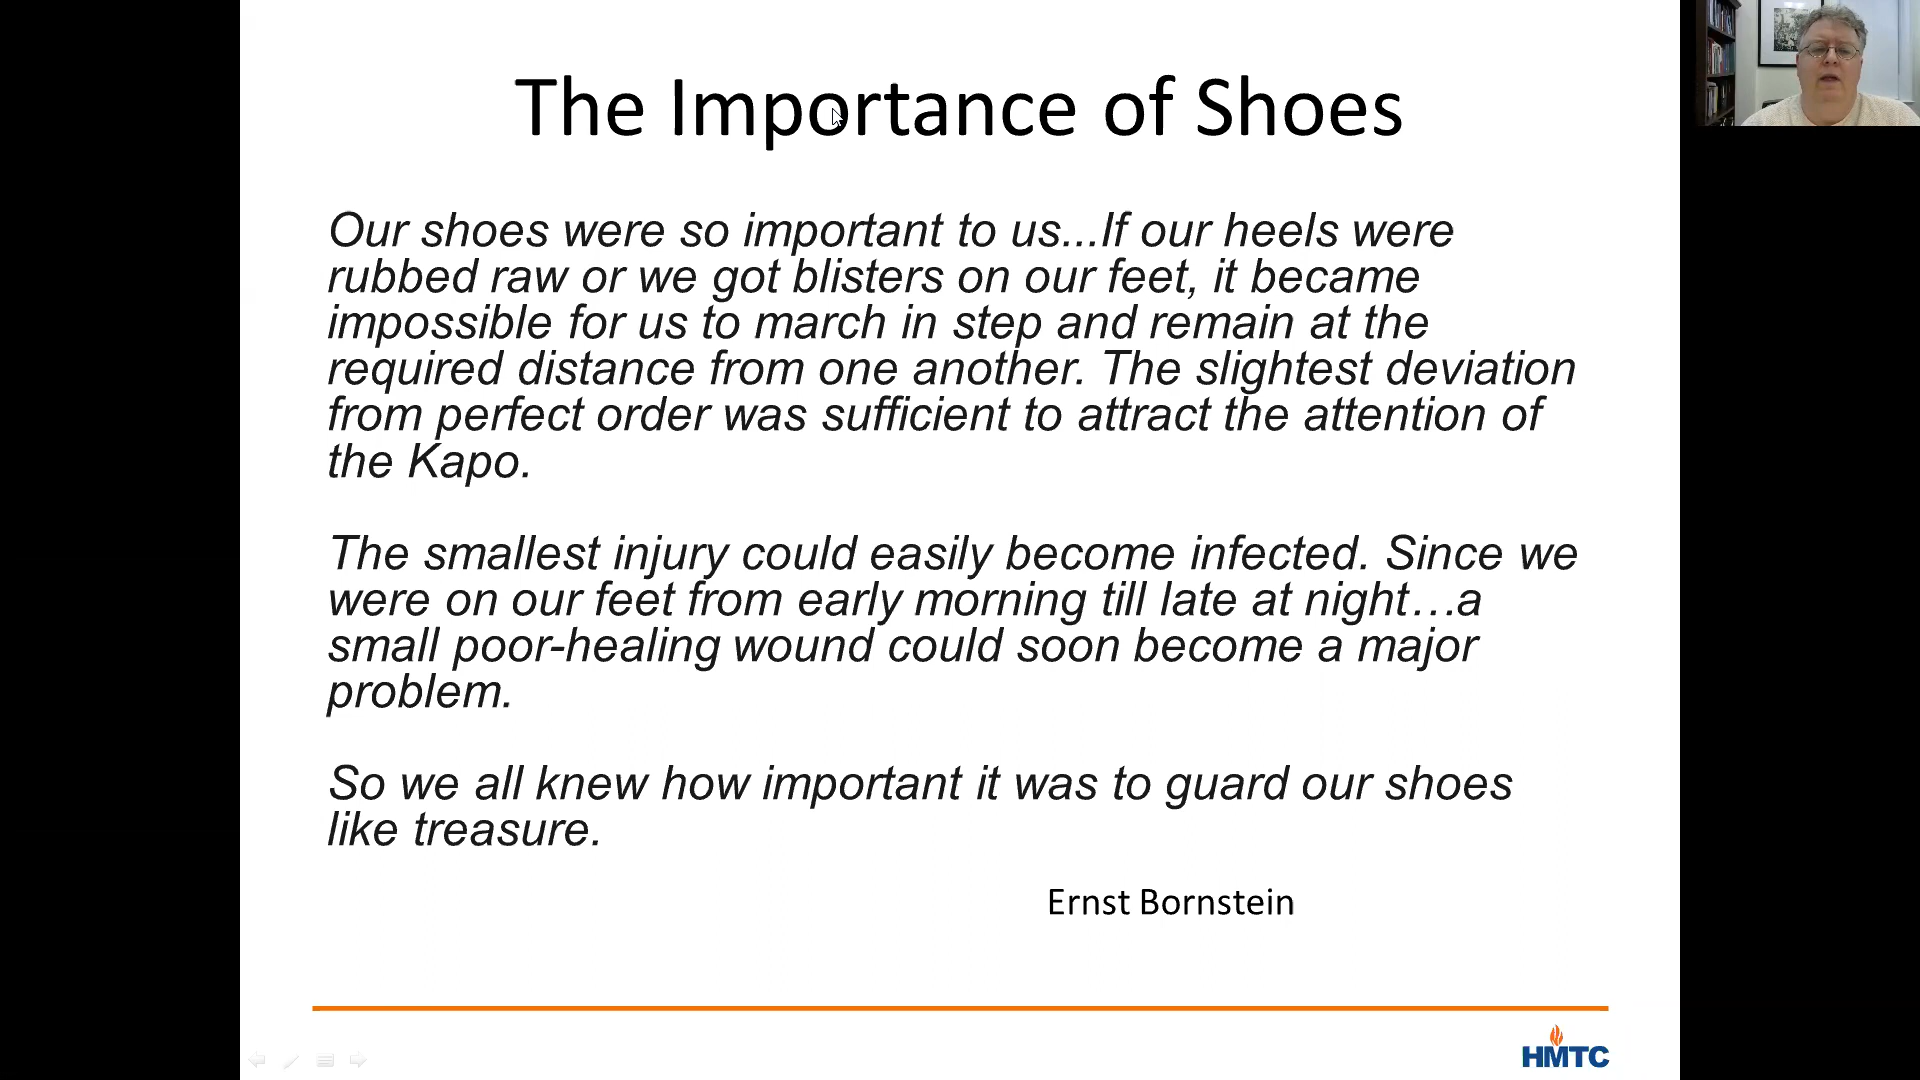 The Importance of Shoes
Our shoes were so important to us...If our heels were
rubbed raw or we got blisters on our feet, it became
impossible for us to march in step and remain at the
required distance from one another. The slightest deviation
from perfect order was sufficient to attract the attention of
the Kapo.
The smallest injury could easily become infected. Since we
were on our feet from early morning till late at night…a
small poor-healing wound could soon become a major
problem.
So we all knew how important it was to guard our shoes
like treasure.
Ernst Bornstein
HMTC